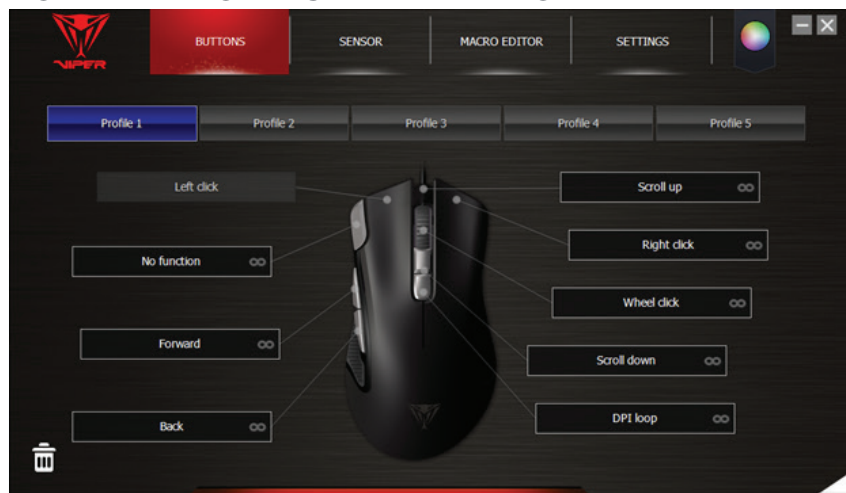 VIPER
BUTTONS
SENSOR
MACRO EDITOR
SETTINGS
Profile 1
Profile 2
Profile 3
Profile 4
Profile 5
Left click
Scroll up
Right click
No function
Wheel click
Forward
Scroll down
Back
DPI loop